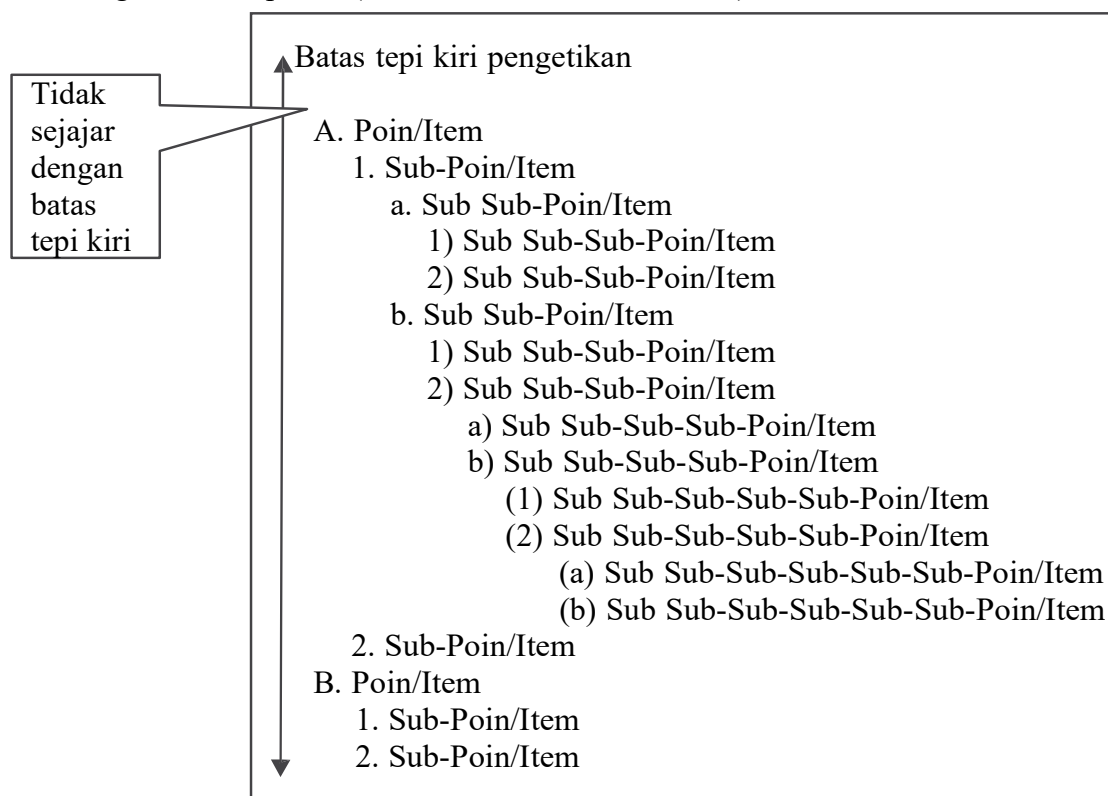 Batas tepi kiri pengetikan
Tidak
sejajar
dengan
batas
tepi kiri
A. Poin/Item
1. Sub-Poin/Item
a. Sub Sub-Poin/Item
1) Sub Sub-Sub-Poin/Item
2) Sub Sub-Sub-Poin/Item
b. Sub Sub-Poin/Item
1) Sub Sub-Sub-Poin/Item
2) Sub Sub-Sub-Poin/Item
a) Sub Sub-Sub-Sub-Poin/Item
b) Sub Sub-Sub-Sub-Poin/Item
(1) Sub Sub-Sub-Sub-Sub-Poin/Item
(2) Sub Sub-Sub-Sub-Sub-Poin/Item
(a) Sub Sub-Sub-Sub-Sub-Sub-Poin/Item
(b) Sub Sub-Sub-Sub-Sub-Sub-Poin/Item
2. Sub-Poin/Item
B. Poin/Item
1. Sub-Poin/Item
2. Sub-Poin/Item